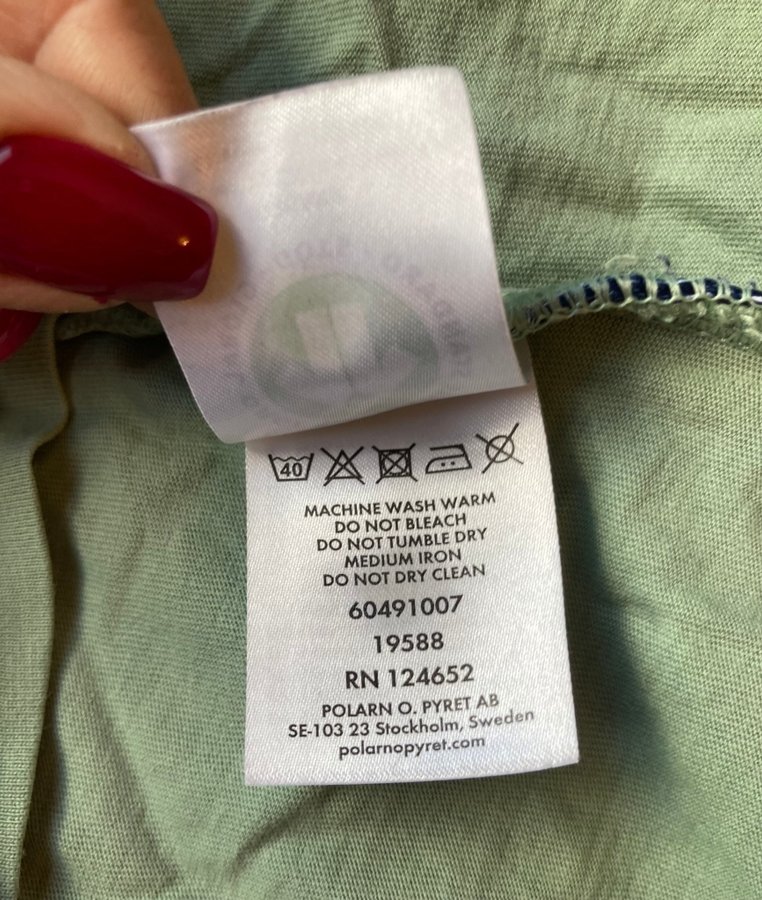 40
MACHINE WASH WARM
DO NOT BLEACH
DO NOT TUMBLE DRY
MEDIUM IRON
DO NOT DRY CLEAN
60491007
19588
RN 124652
POLARN O. PYRET AB
SE-103 23 Stockholm, Sweden
polarnopyret.com